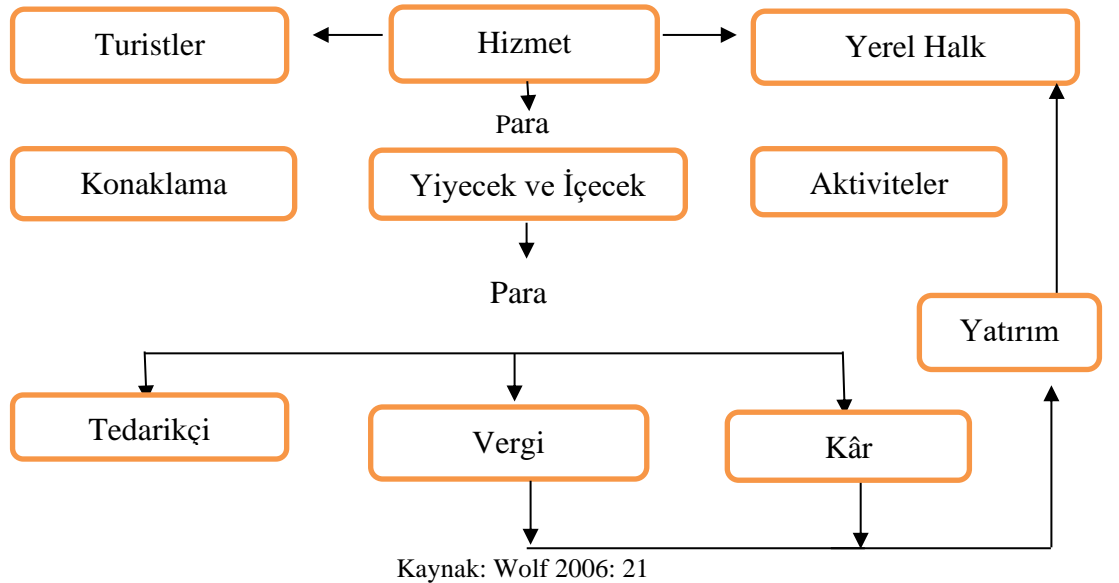 Turistler
Hizmet
Yerel Halk
Para
Konaklama
Yiyecek ve İçecek
Aktiviteler
Para
Yatırım
Tedarikçi
Vergi
Kâr
Kaynak: Wolf 2006: 21